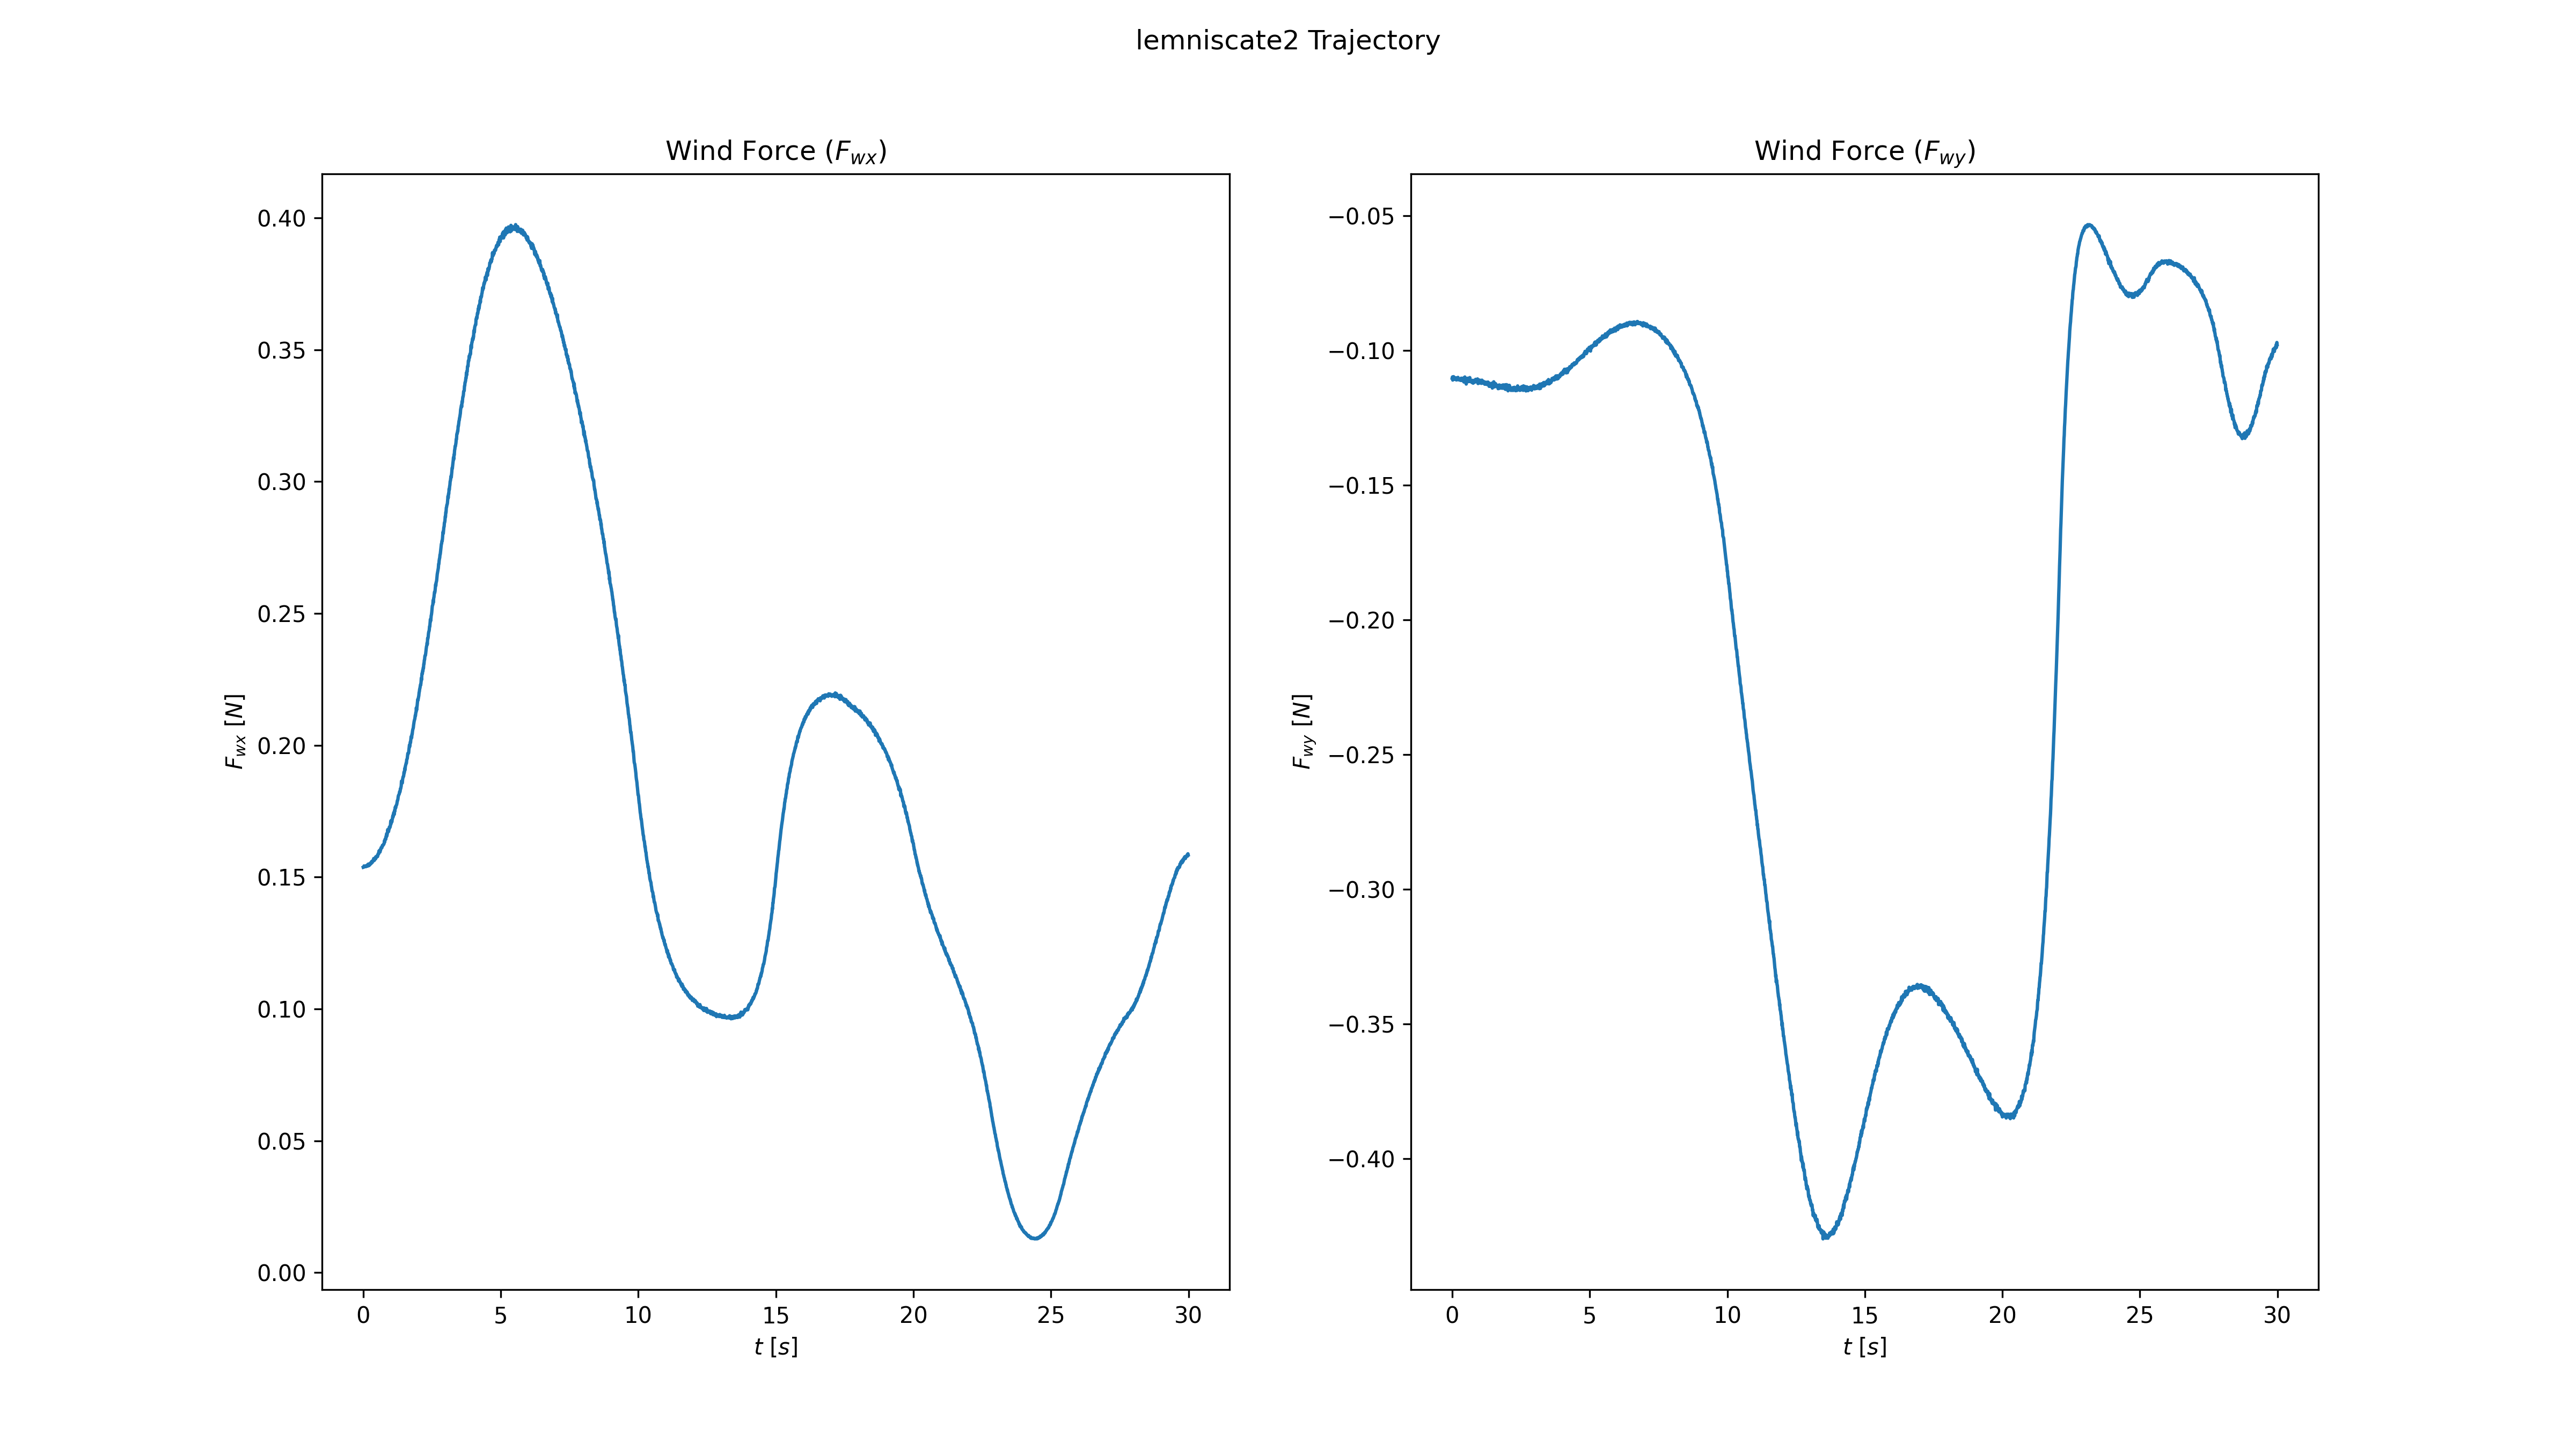 lemniscate2 Trajectory
Wind Force (F_wx)
0.40
0.35
0.30
0.25
0.20
0.15
0.10
0.05
0.00
F_wx [N]
0 5 10 15 20 25 30
t [s]
Wind Force (F_wy)
−0.05
−0.10
−0.15
−0.20
−0.25
−0.30
−0.35
−0.40
F_wy [N]
0 5 10 15 20 25 30
t [s]